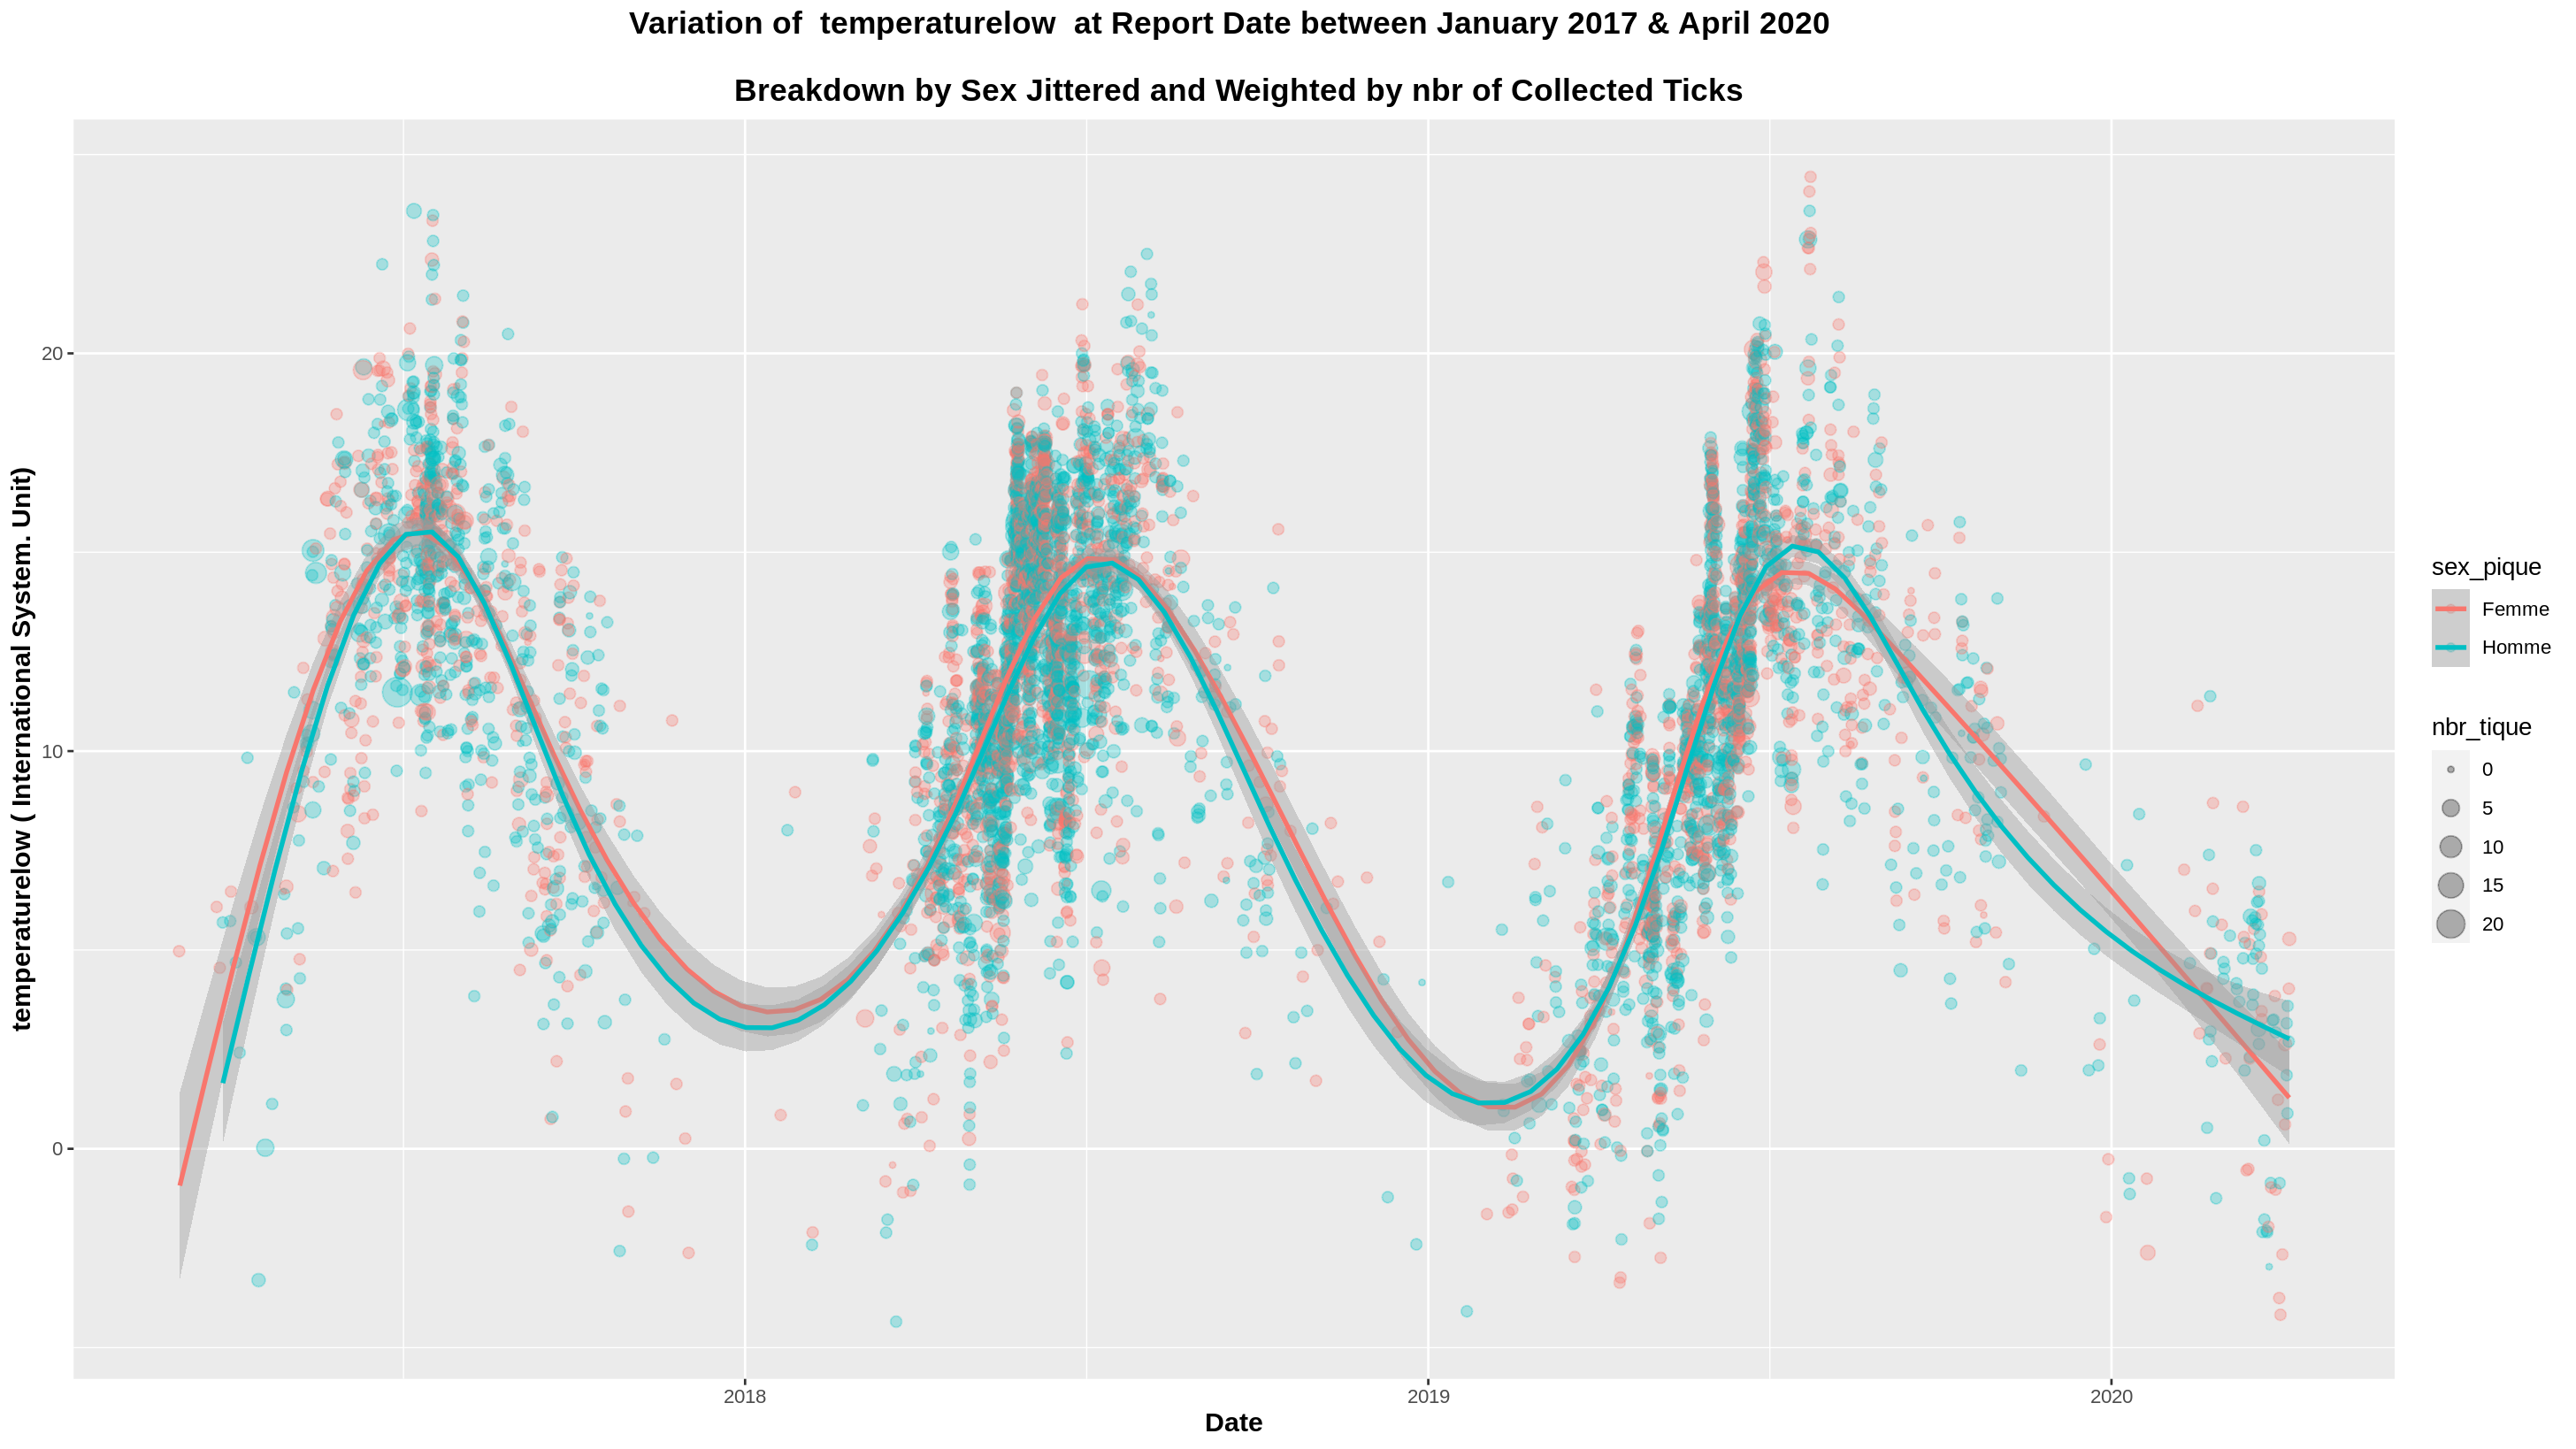 Variation of  temperaturelow  at Report Date between January 2017 & April 2020
Breakdown by Sex Jittered and Weighted by nbr of Collected Ticks
temperaturelow ( International System. Unit)
20
10
0
2018
2019
2020
Date
sex_pique
Femme
Homme
nbr_tique
0
5
10
15
20